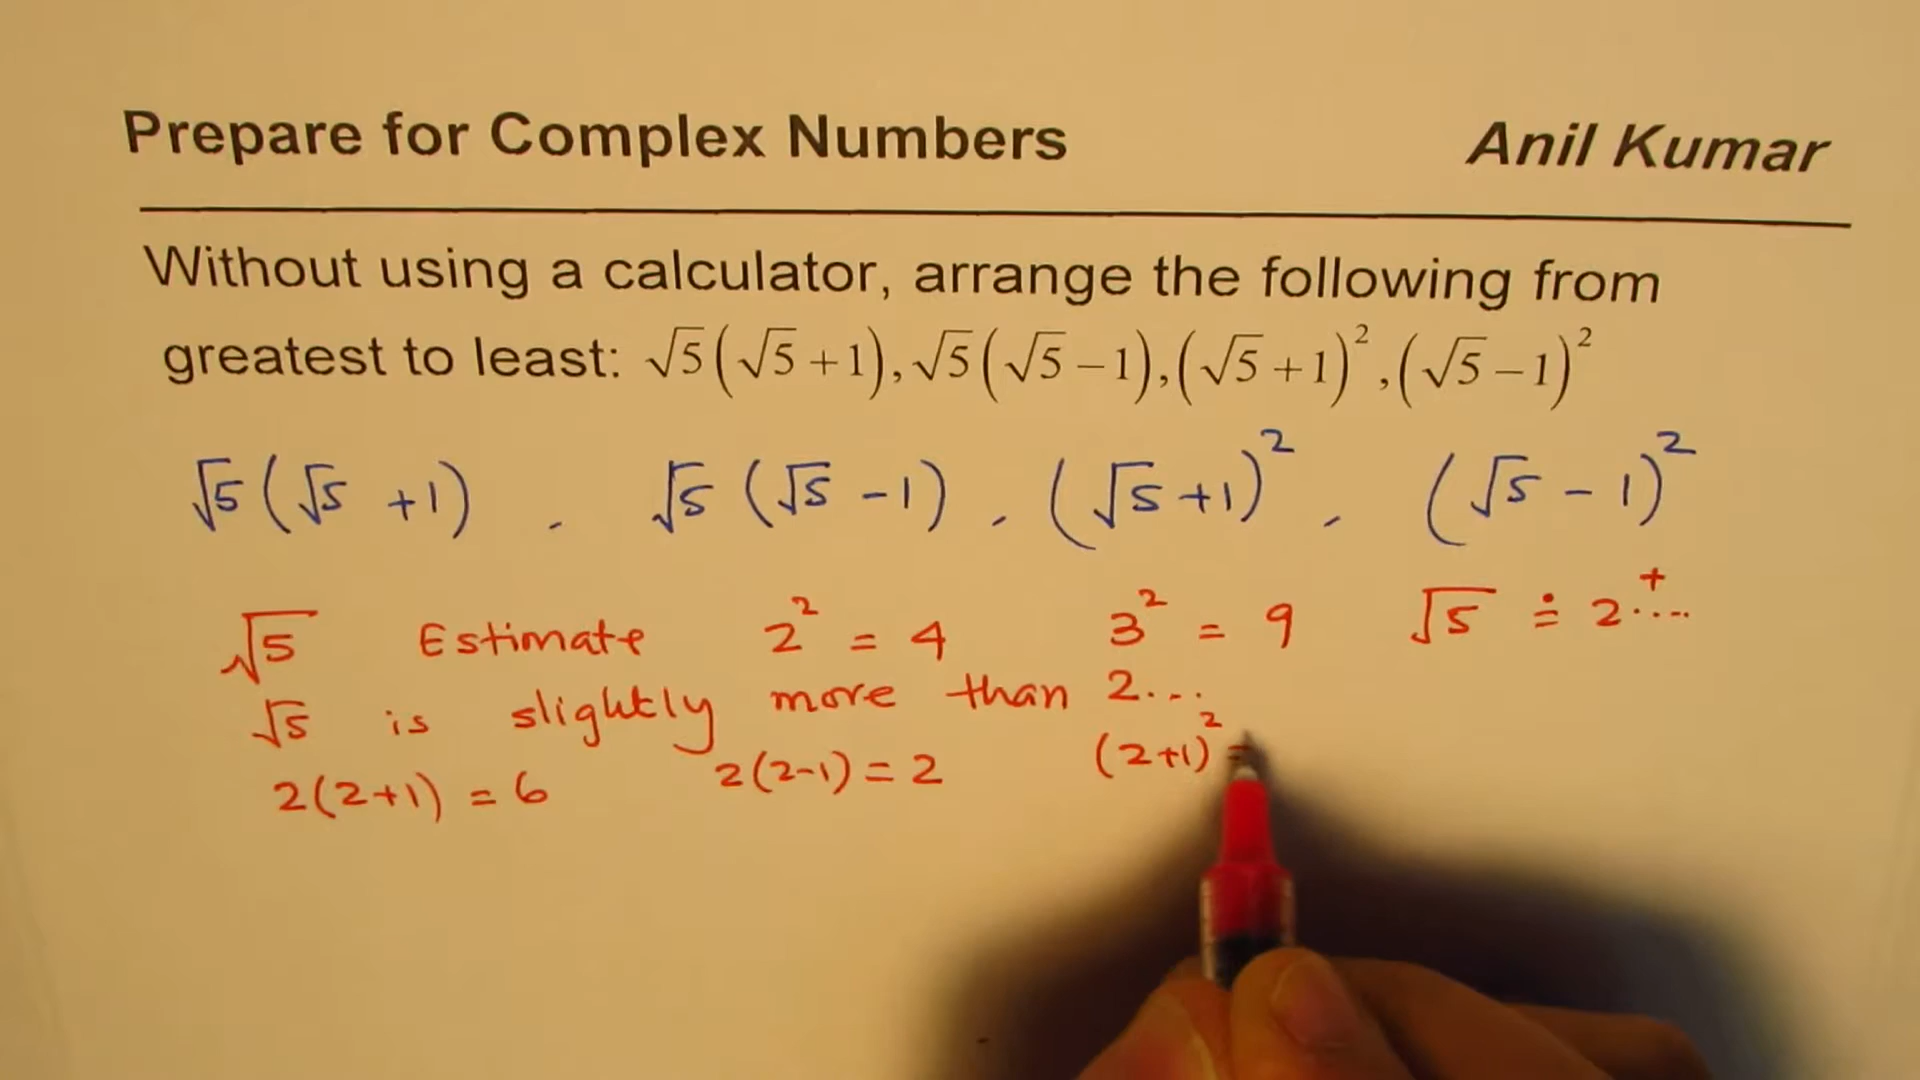 Prepare for Complex Numbers Anil Kumar
Without using a calculator, arrange the following from
greatest to least: √5(√5+1), √5(√5−1), (√5+1)², (√5−1)²
√5(√5 +1) , √5(√5 −1) , (√5+1)² , (√5 − 1)²
√5 Estimate 2² = 4 3² = 9 √5 ≐ 2.⁺...
√5 is slightly more than 2...
2(2+1) = 6 2(2−1) = 2 (2+1)² =